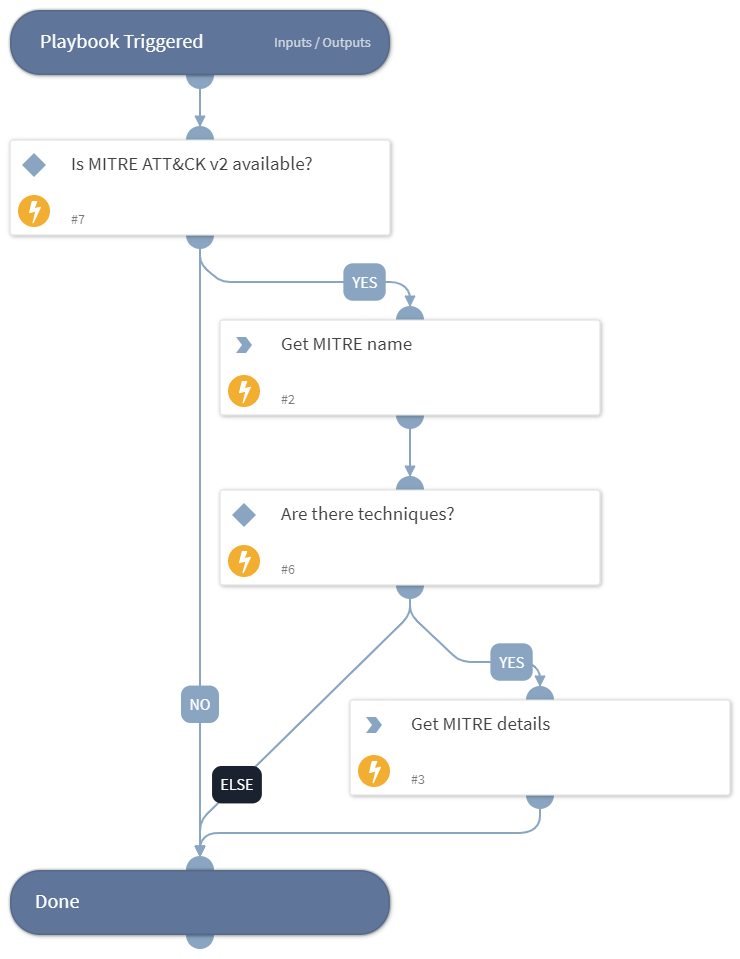 Playbook Triggered
Inputs / Outputs
Is MITRE ATT&CK v2 available?
#7
YES
Get MITRE name
#2
Are there techniques?
#6
YES
NO
Get MITRE details
ELSE
#3
Done